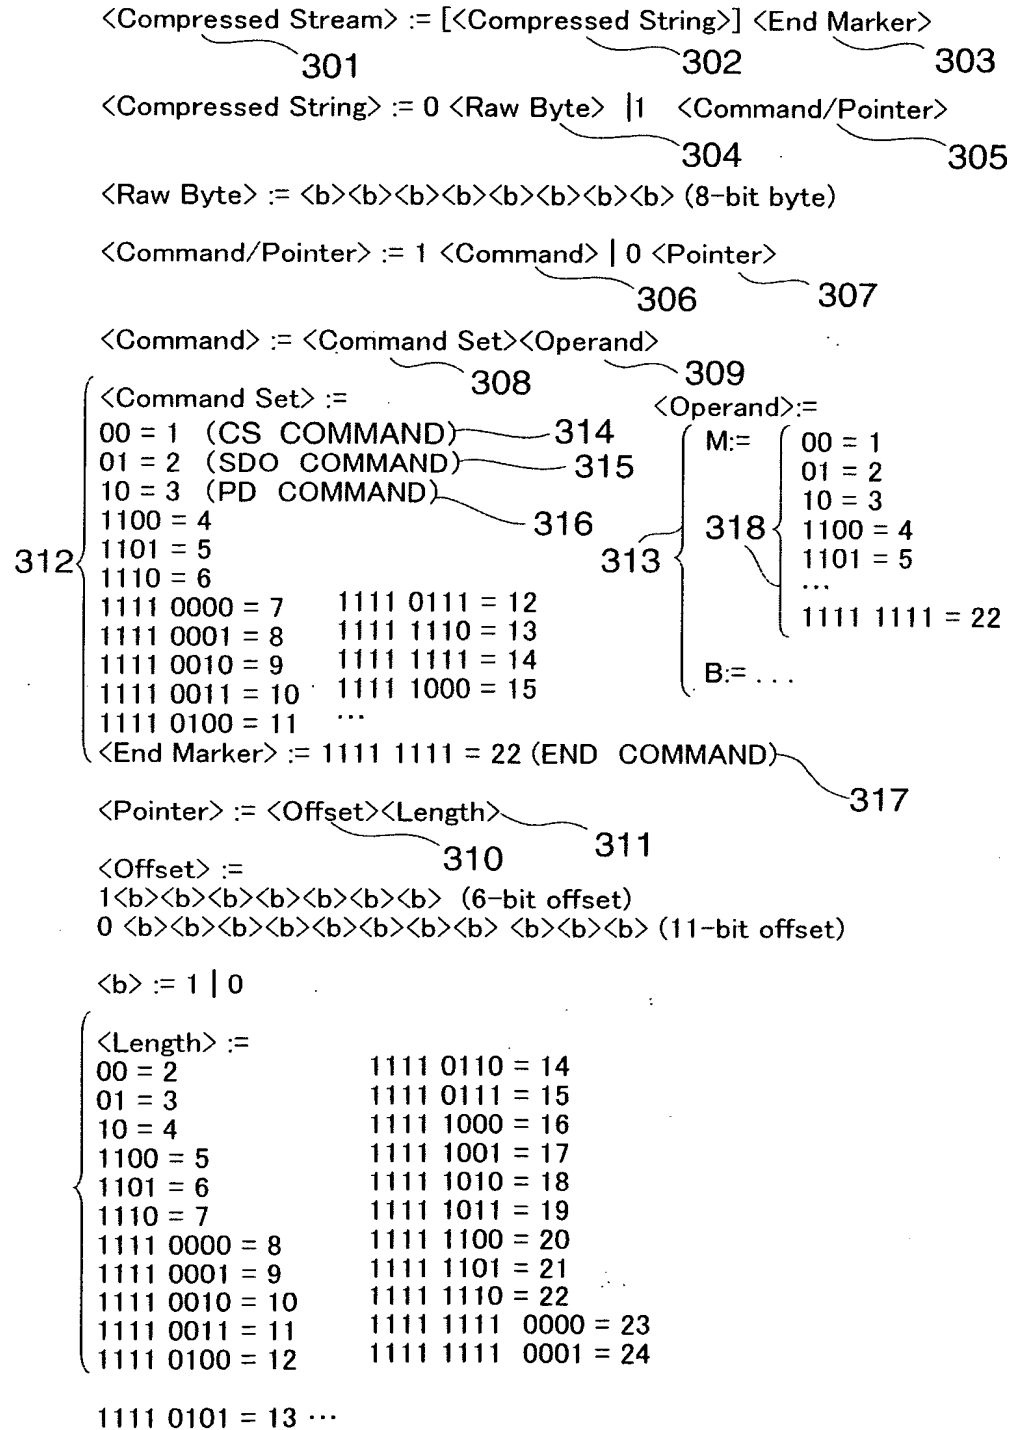 <Compressed Stream> := [<Compressed String>] <End Marker>
301 302 303
<Compressed String> := 0 <Raw Byte> |1 <Command/Pointer>
304 305
<Raw Byte> := <b><b><b><b><b><b><b><b> (8-bit byte)
<Command/Pointer> := 1 <Command> | 0 <Pointer>
306 307
<Command> := <Command Set><Operand>
308 309
312
<Command Set> :=
00 = 1 (CS COMMAND) 314
01 = 2 (SDO COMMAND) 315
10 = 3 (PD COMMAND) 316
1100 = 4
1101 = 5
1110 = 6
1111 0000 = 7
1111 0001 = 8
1111 0010 = 9
1111 0011 = 10
1111 0100 = 11
1111 0111 = 12
1111 1110 = 13
1111 1111 = 14
1111 1000 = 15
...
<End Marker> := 1111 1111 = 22 (END COMMAND)
317
<Operand>:=
313
M:=
318
00 = 1
01 = 2
10 = 3
1100 = 4
1101 = 5
...
1111 1111 = 22
B:= . . .
<Pointer> := <Offset><Length>
310 311
<Offset> :=
1<b><b><b><b><b><b><b> (6-bit offset)
0 <b><b><b><b><b><b><b><b> <b><b><b> (11-bit offset)
<b> := 1 | 0
<Length> :=
00 = 2
01 = 3
10 = 4
1100 = 5
1101 = 6
1110 = 7
1111 0000 = 8
1111 0001 = 9
1111 0010 = 10
1111 0011 = 11
1111 0100 = 12
1111 0101 = 13 ...
1111 0110 = 14
1111 0111 = 15
1111 1000 = 16
1111 1001 = 17
1111 1010 = 18
1111 1011 = 19
1111 1100 = 20
1111 1101 = 21
1111 1110 = 22
1111 1111 0000 = 23
1111 1111 0001 = 24